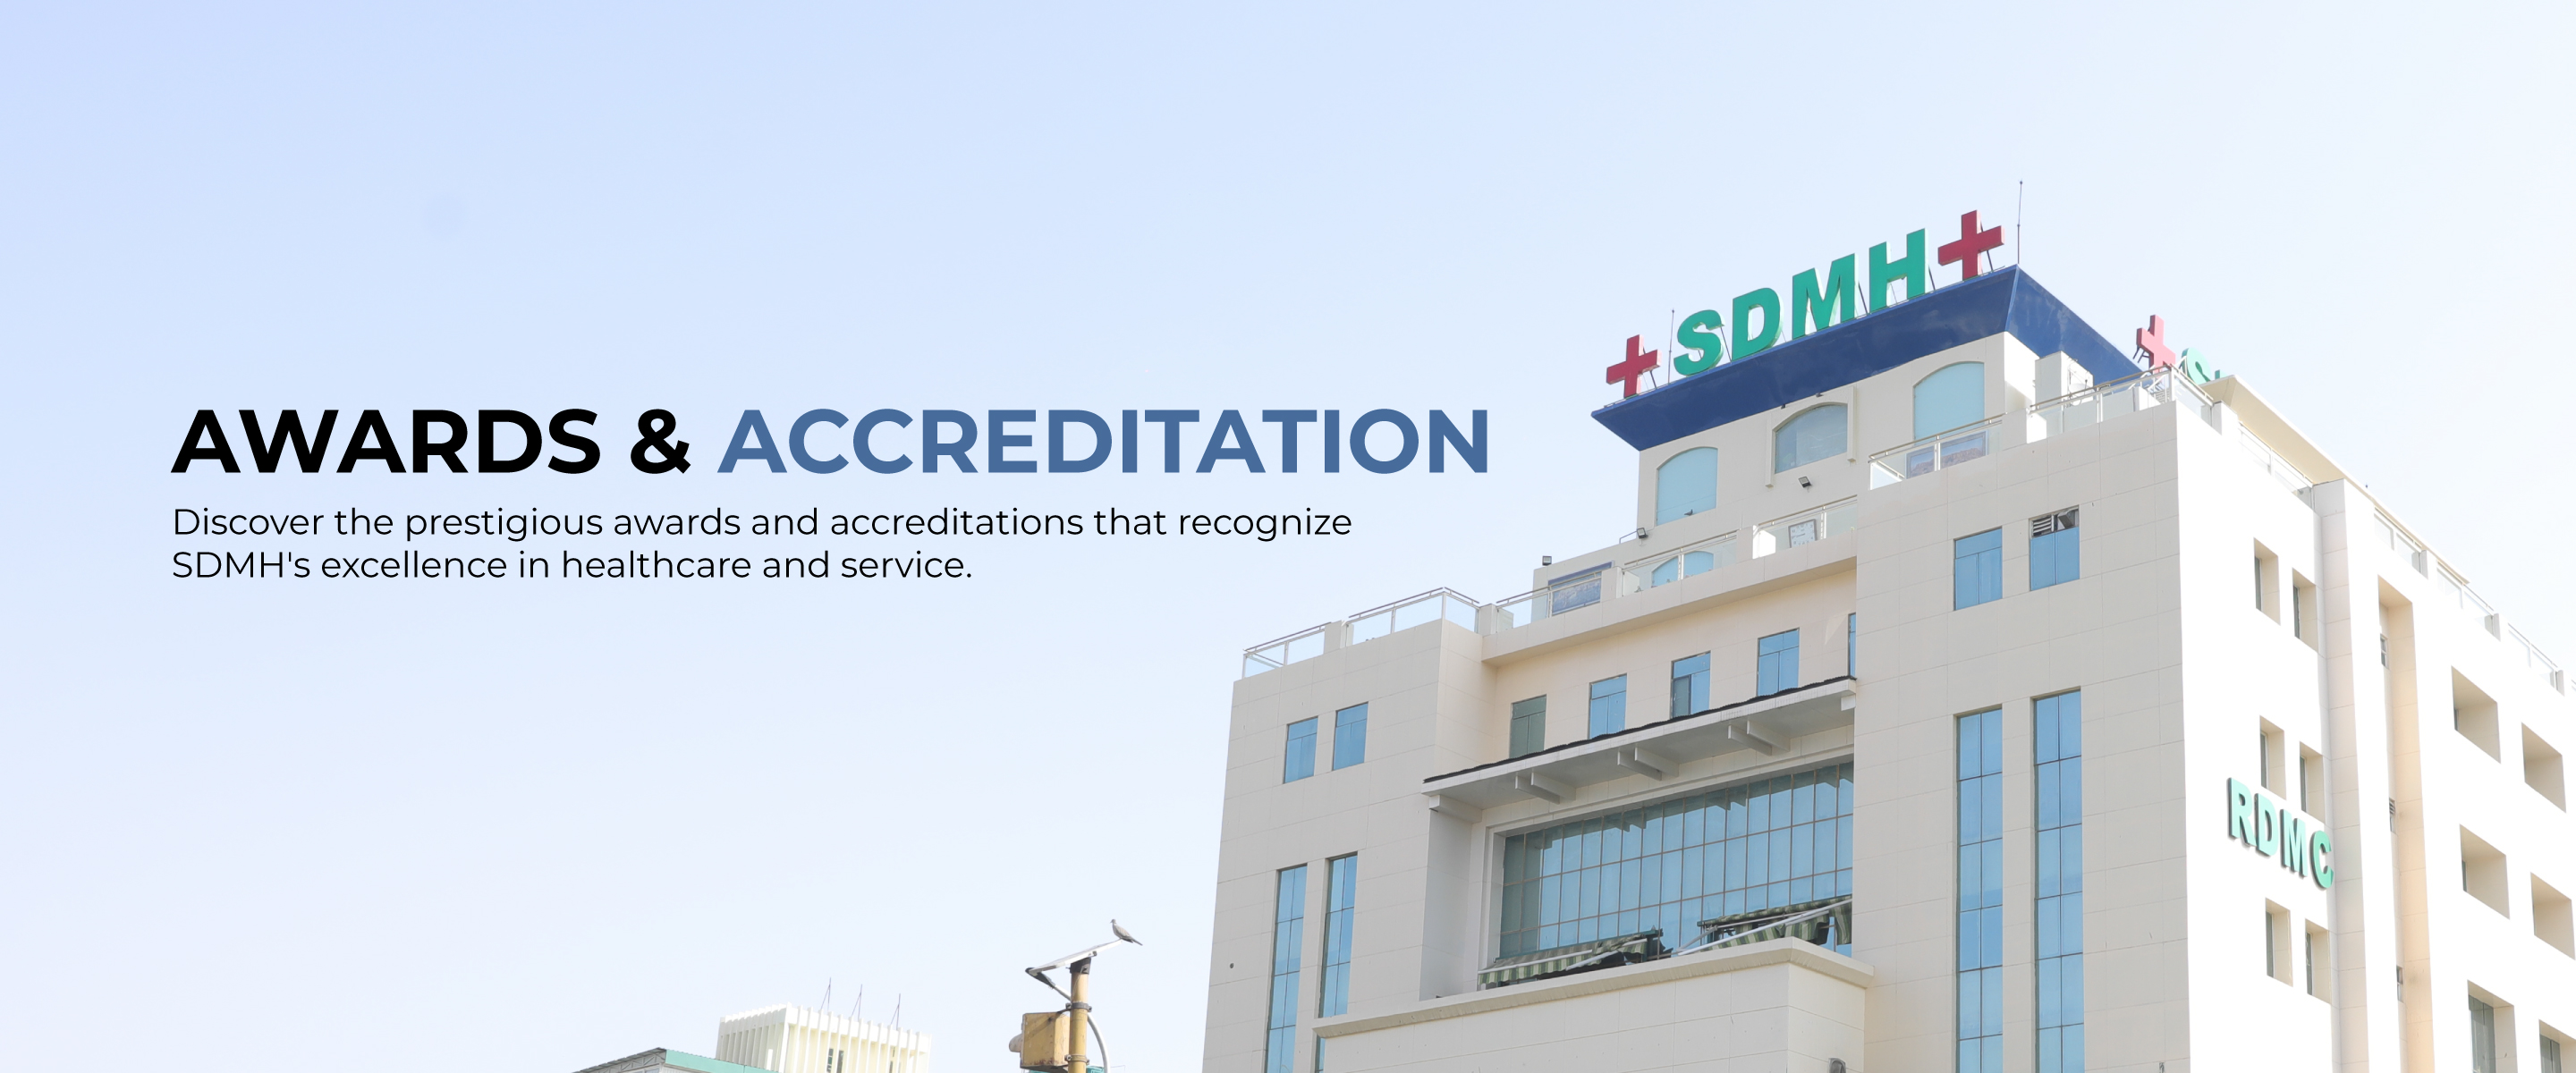 SDMH
S
AWARDS & ACCREDITATION
Discover the prestigious awards and accreditations that recognize
SDMH's excellence in healthcare and service.
RDMC